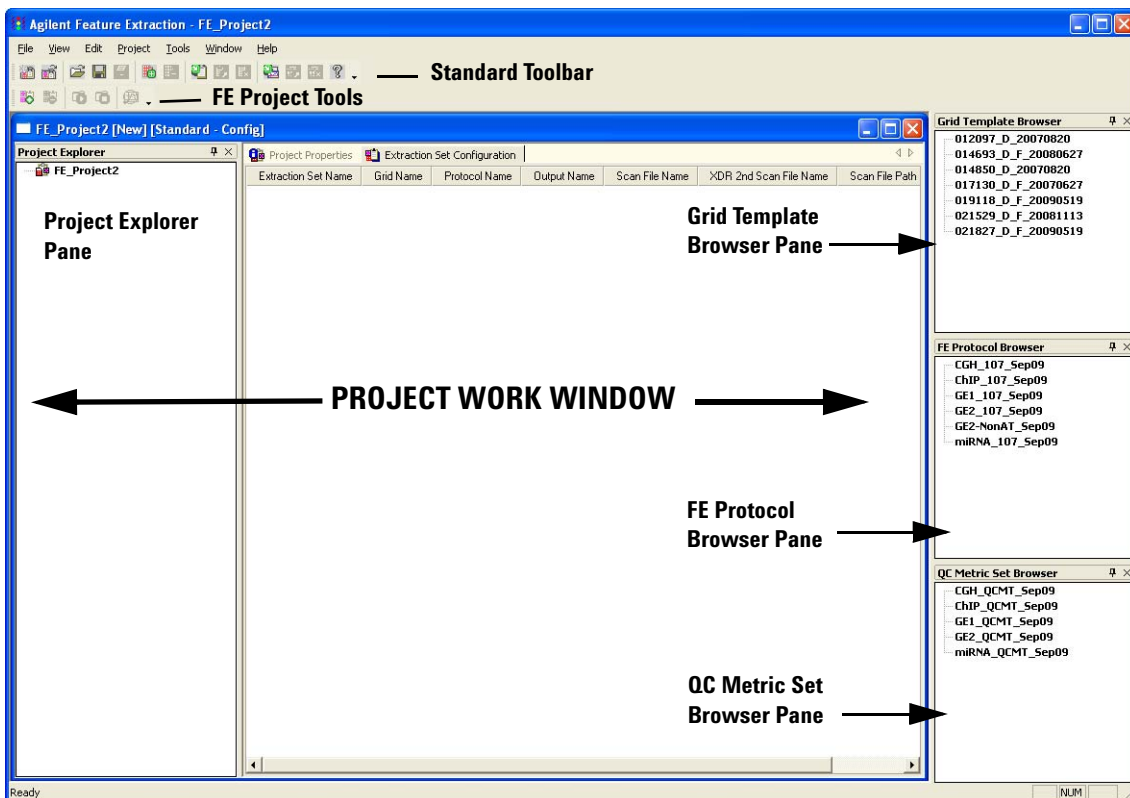 Agilent Feature Extraction - FE_Project2
File View Edit Project Tools Window Help
Standard Toolbar
FE Project Tools
FE_Project2 [New] [Standard - Config]
Project Explorer
FE_Project2
Project Explorer
Pane
Project Properties Extraction Set Configuration
Extraction Set Name Grid Name Protocol Name Output Name Scan File Name XDR 2nd Scan File Name Scan File Path
PROJECT WORK WINDOW
Grid Template
Browser Pane
FE Protocol
Browser Pane
QC Metric Set
Browser Pane
Grid Template Browser
012097_D_20070820
014693_D_F_20080627
014850_D_20070820
017130_D_F_20070627
019118_D_F_20090519
021529_D_F_20081113
021827_D_F_20090519
FE Protocol Browser
CGH_107_Sep09
ChIP_107_Sep09
GE1_107_Sep09
GE2_107_Sep09
GE2-NonAT_Sep09
miRNA_107_Sep09
QC Metric Set Browser
CGH_QCMT_Sep09
ChIP_QCMT_Sep09
GE1_QCMT_Sep09
GE2_QCMT_Sep09
miRNA_QCMT_Sep09
Ready
NUM